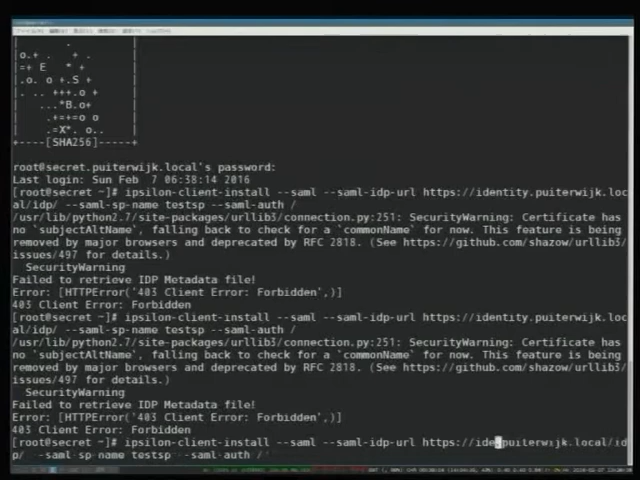 |        .        |
|o.+ .   + .      |
|=+ E   * +       |
|.o. o +.S +      |
|. .. +++.o +     |
|   ...*B.o+      |
|    .+=+=o o     |
|    .=X*. o..    |
+----[SHA256]-----+
root@secret.puiterwijk.local's password:
Last login: Sun Feb  7 06:38:14 2016
[root@secret ~]# ipsilon-client-install --saml --saml-idp-url https://identity.puiterwijk.loc
al/idp/ --saml-sp-name testsp --saml-auth /
/usr/lib/python2.7/site-packages/urllib3/connection.py:251: SecurityWarning: Certificate has
no `subjectAltName`, falling back to check for a `commonName` for now. This feature is being
removed by major browsers and deprecated by RFC 2818. (See https://github.com/shazow/urllib3/
issues/497 for details.)
  SecurityWarning
Failed to retrieve IDP Metadata file!
Error: [HTTPError('403 Client Error: Forbidden',)]
403 Client Error: Forbidden
[root@secret ~]# ipsilon-client-install --saml --saml-idp-url https://identity.puiterwijk.loc
al/idp/ --saml-sp-name testsp --saml-auth /
/usr/lib/python2.7/site-packages/urllib3/connection.py:251: SecurityWarning: Certificate has
no `subjectAltName`, falling back to check for a `commonName` for now. This feature is being
removed by major browsers and deprecated by RFC 2818. (See https://github.com/shazow/urllib3/
issues/497 for details.)
  SecurityWarning
Failed to retrieve IDP Metadata file!
Error: [HTTPError('403 Client Error: Forbidden',)]
403 Client Error: Forbidden
[root@secret ~]# ipsilon-client-install --saml --saml-idp-url https://ide.puiterwijk.local/id
p/ --saml-sp-name testsp --saml-auth /